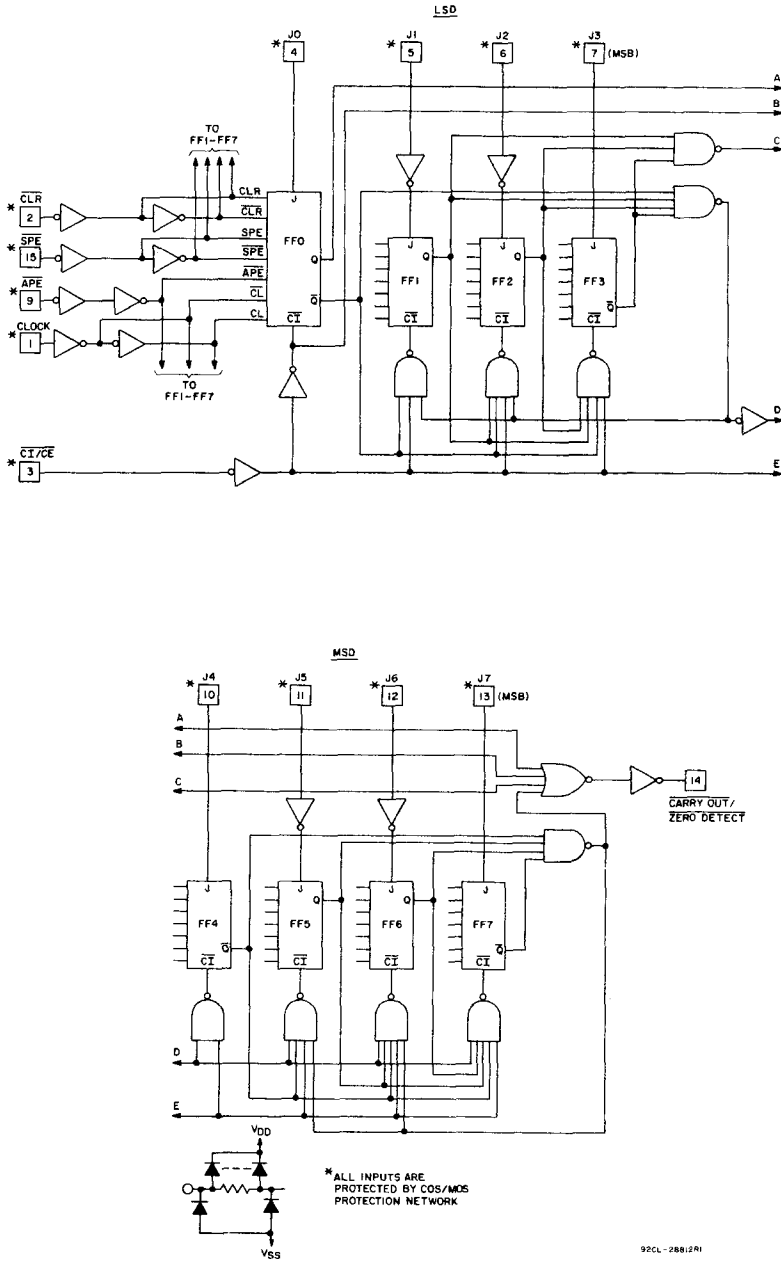 LSD
J0
J1
J2
J3
* 4
* 5
* 6
* 7 (MSB)
A
B
C
TO
FF1-FF7
CLR
* 2
CLR
CLR
J
SPE
* 15
SPE
SPE
FF0
Q
APE
* 9
APE
CL
Q
CLOCK
* 1
CL
CI
TO
FF1-FF7
J
Q
FF1
CI
J
Q
FF2
CI
J
FF3
Q
CI
D
CI/CE
* 3
E
MSD
J4
J5
J6
J7
* 10
* 11
* 12
* 13 (MSB)
A
B
C
14
CARRY OUT/
ZERO DETECT
J
FF4
Q
CI
J
Q
FF5
CI
J
Q
FF6
CI
J
FF7
Q
CI
D
E
VDD
VSS
* ALL INPUTS ARE
PROTECTED BY COS/MOS
PROTECTION NETWORK
92CL-28812R1